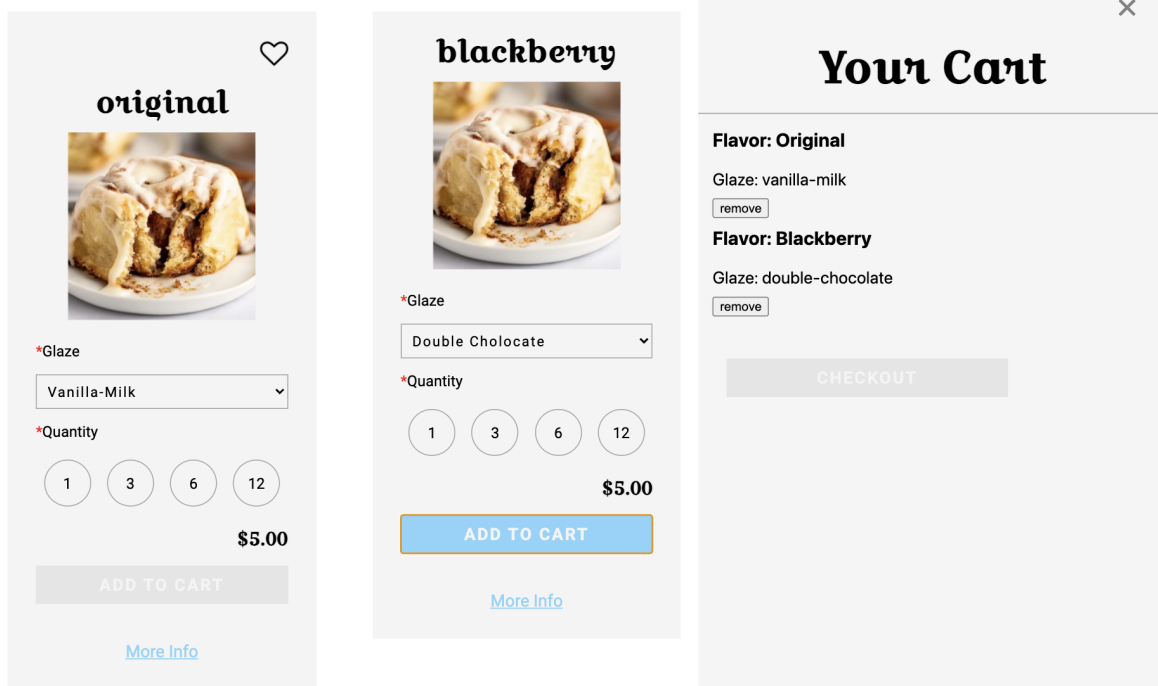 original
*Glaze
Vanilla-Milk
*Quantity
1 3 6 12
$5.00
ADD TO CART
More Info
blackberry
*Glaze
Double Cholocate
*Quantity
1 3 6 12
$5.00
ADD TO CART
More Info
Your Cart
Flavor: Original
Glaze: vanilla-milk
remove
Flavor: Blackberry
Glaze: double-chocolate
remove
CHECKOUT